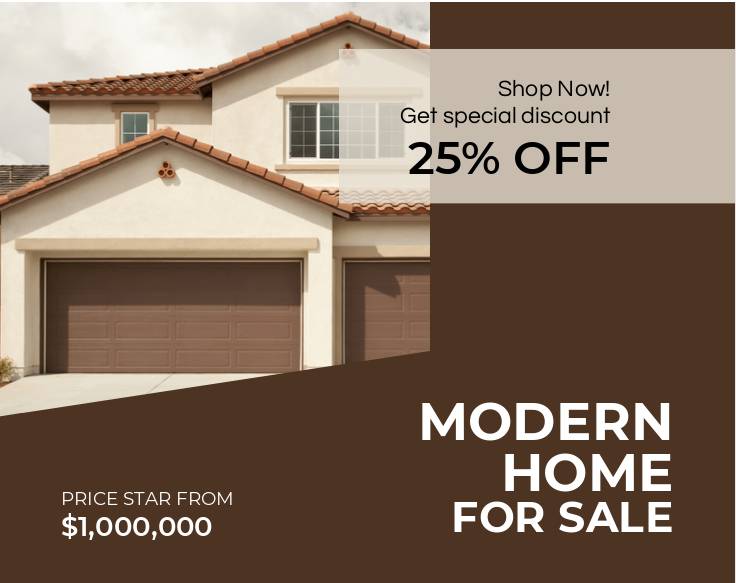 Shop Now!
Get special discount
25% OFF
MODERN
HOME
FOR SALE
PRICE STAR FROM
$1,000,000